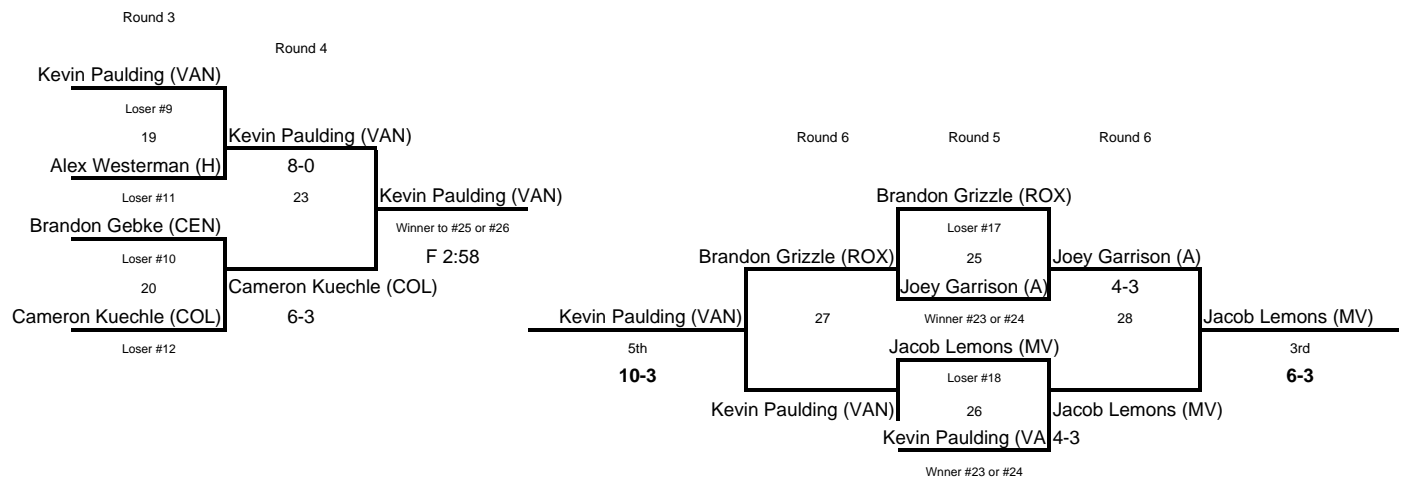 Round 3
Round 4
Kevin Paulding (VAN)
Loser #9
19
Kevin Paulding (VAN)
Alex Westerman (H)
8-0
Loser #11
23
Kevin Paulding (VAN)
Brandon Gebke (CEN)
Winner to #25 or #26
Loser #10
F 2:58
20
Cameron Kuechle (COL)
Cameron Kuechle (COL)
6-3
Loser #12
Round 6
Round 5
Round 6
Brandon Grizzle (ROX)
Loser #17
Brandon Grizzle (ROX)
25
Joey Garrison (A)
Joey Garrison (A)
4-3
Kevin Paulding (VAN)
27
Winner #23 or #24
28
Jacob Lemons (MV)
5th
Jacob Lemons (MV)
3rd
10-3
Loser #18
6-3
Kevin Paulding (VAN)
26
Jacob Lemons (MV)
Kevin Paulding (VA
4-3
Wnner #23 or #24